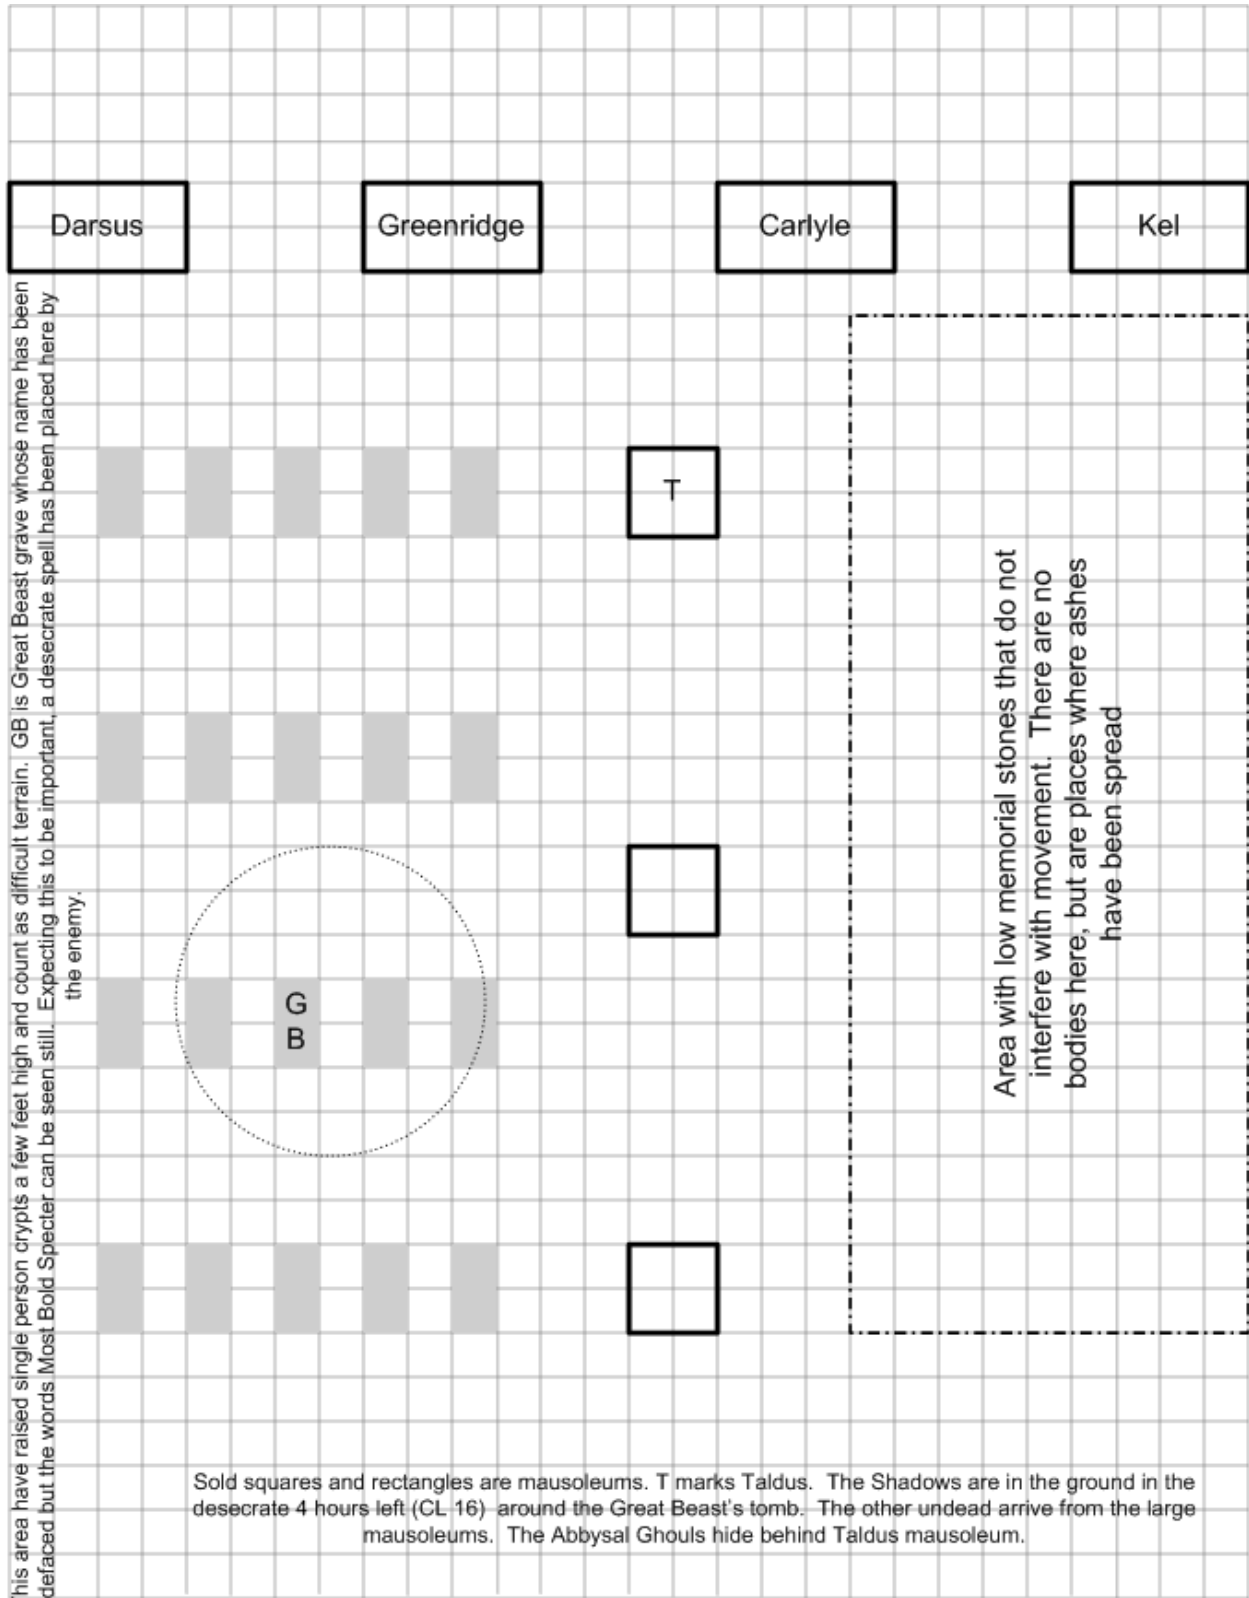 Darsus
Greenridge
Carlyle
Kel
This area have raised single person crypts a few feet high and count as difficult terrain. GB is Great Beast grave whose name has been
defaced but the words Most Bold Specter can be seen still. Expecting this to be important, a desecrate spell has been placed here by
the enemy.
T
G
B
Area with low memorial stones that do not
interfere with movement. There are no
bodies here, but are places where ashes
have been spread
Sold squares and rectangles are mausoleums. T marks Taldus. The Shadows are in the ground in the
desecrate 4 hours left (CL 16) around the Great Beast's tomb. The other undead arrive from the large
mausoleums. The Abbysal Ghouls hide behind Taldus mausoleum.